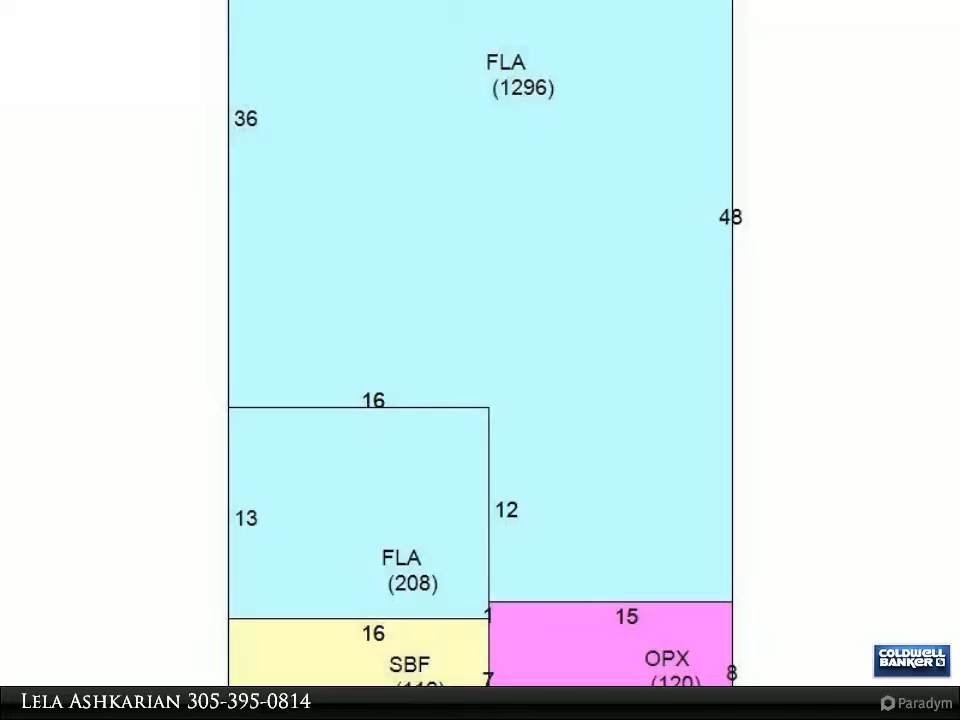 FLA
(1296)
36
48
16
12
13
FLA
(208)
1
15
16
SBF
OPX
7
8
(120)
LELA ASHKARIAN 305-395-0814
COLDWELL
BANKER
Paradym